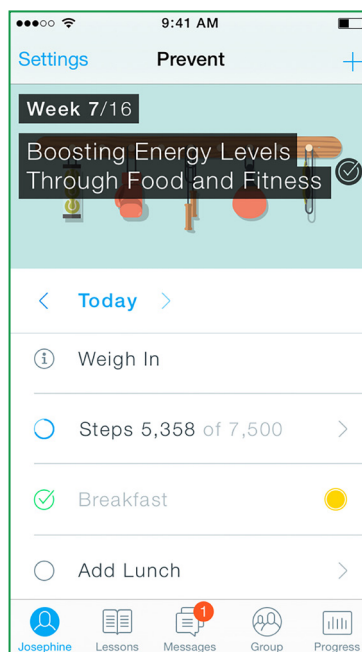 9:41 AM
Settings Prevent +
Week 7/16
Boosting Energy Levels
Through Food and Fitness
Today
Weigh In
Steps 5,358 of 7,500
Breakfast
Add Lunch
1
Josephine Lessons Messages Group Progress